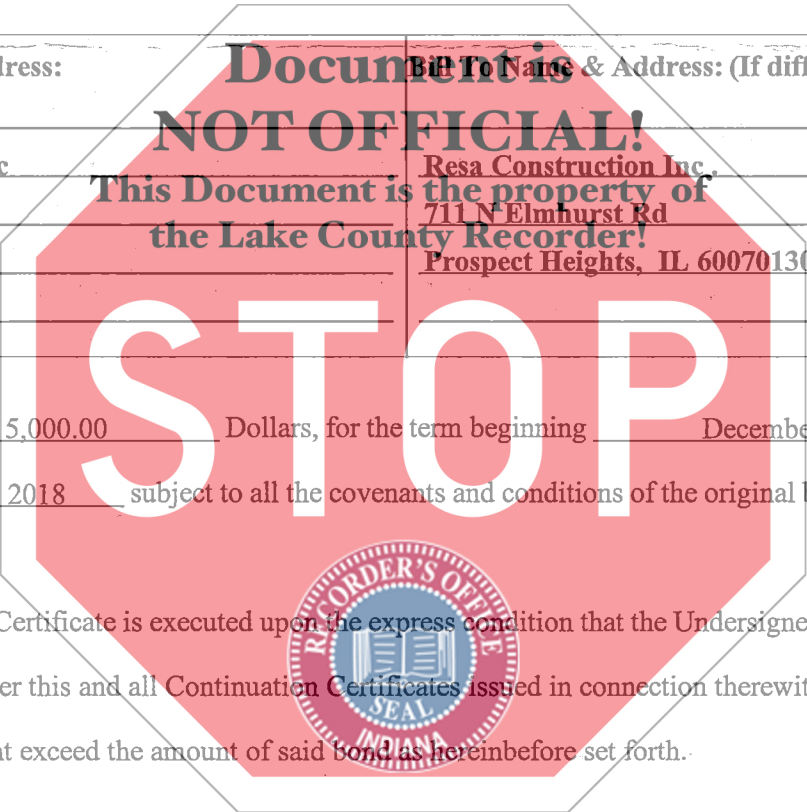 dress:
Bill To Name & Address: (If diff
Document is
NOT OFFICIAL!
This Document is the property of
the Lake County Recorder!
c
Resa Construction Inc.
711 N Elmhurst Rd
Prospect Heights, IL 60070130
STOP
5,000.00 Dollars, for the term beginning Decembe
2018 subject to all the covenants and conditions of the original b
Certificate is executed upon the express condition that the Undersigne
er this and all Continuation Certificates issued in connection therewit
t exceed the amount of said bond as hereinbefore set forth.
RECORDER'S OFFICE
SEAL
INDIANA